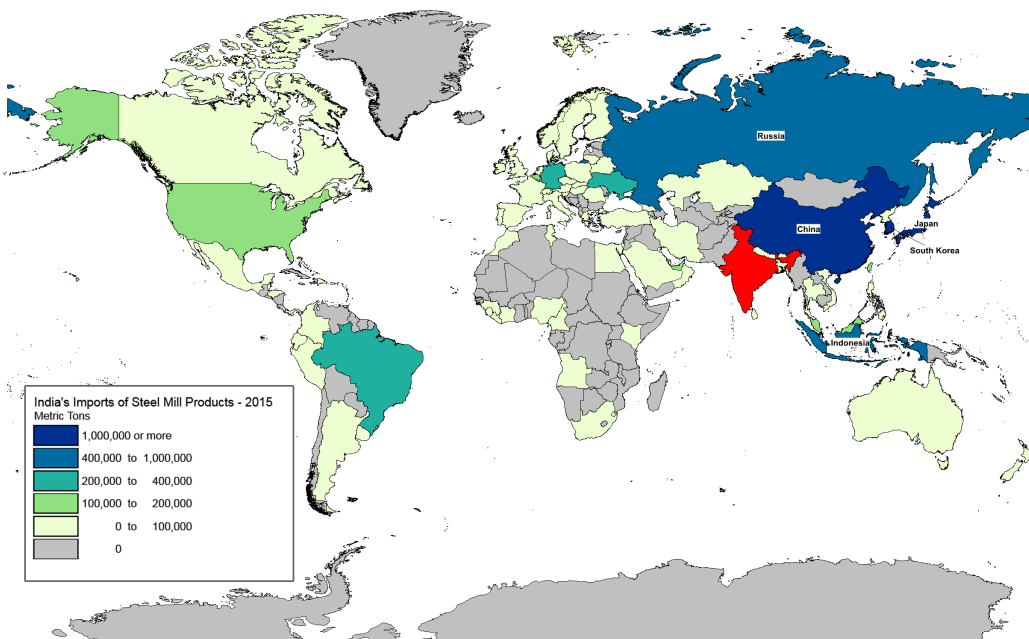 Russia
China
Japan
South Korea
Indonesia
India's Imports of Steel Mill Products - 2015
Metric Tons
1,000,000 or more
400,000 to 1,000,000
200,000 to 400,000
100,000 to 200,000
0 to 100,000
0